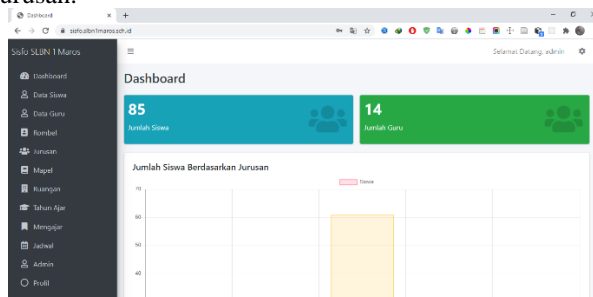 urusan.
Dashboard
sisfo.slbn1maros.sch.id
Sisfo SLBN 1 Maros
Selamat Datang, admin
Dashboard
Data Siswa
Data Guru
Rombel
Jurusan
Mapel
Ruangan
Tahun Ajar
Mengajar
Jadwal
Admin
Profil
Dashboard
85
Jumlah Siswa
14
Jumlah Guru
Jumlah Siswa Berdasarkan Jurusan
Siswa
70
60
50
40